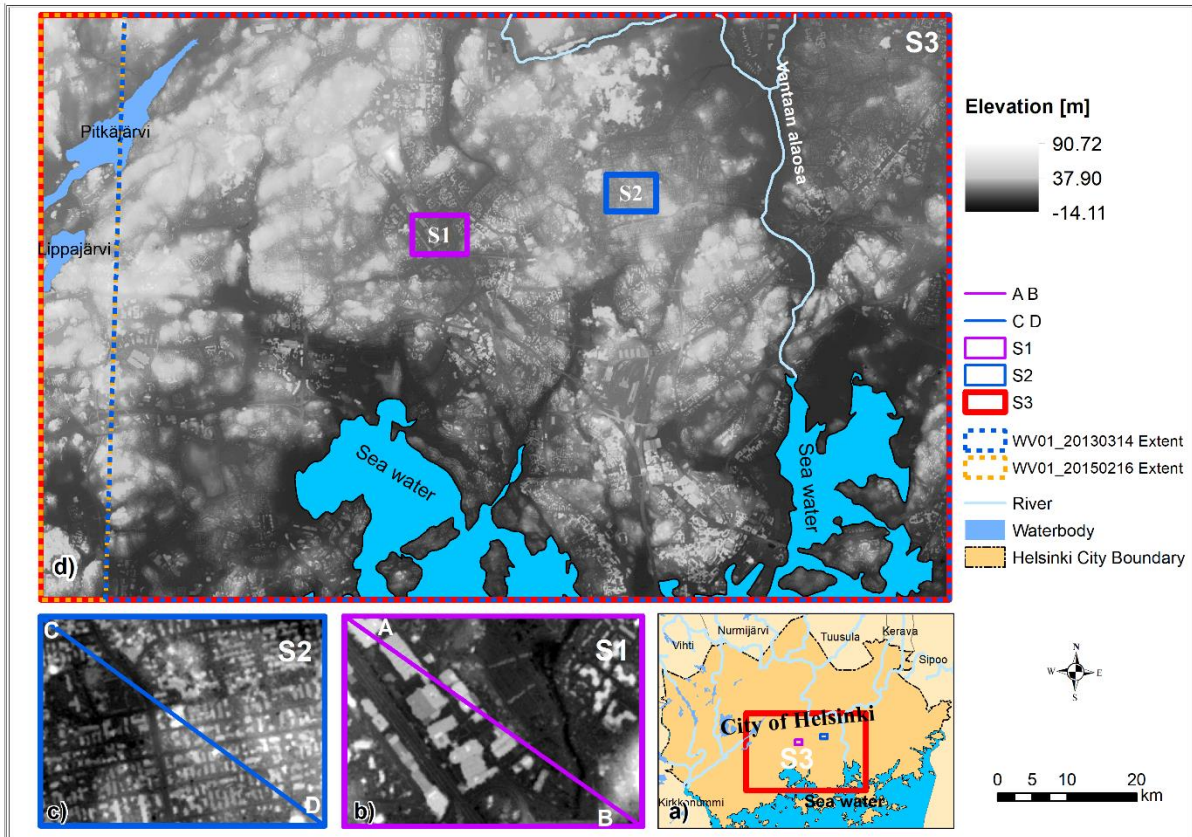 S3
Vantaan alaosa
Pitkäjärvi
S2
S1
Lippajärvi
Sea water
Sea water
d)
Elevation [m]
90.72
37.90
-14.11
A B
C D
S1
S2
S3
WV01_20130314 Extent
WV01_20150216 Extent
River
Waterbody
Helsinki City Boundary
C
S2
D
c)
A
S1
B
b)
Vihti
Nurmijärvi
Tuusula
Kerava
Sipoo
City of Helsinki
S3
Kirkkonummi
Sea water
a)
N
W
E
S
0 5 10 20
km